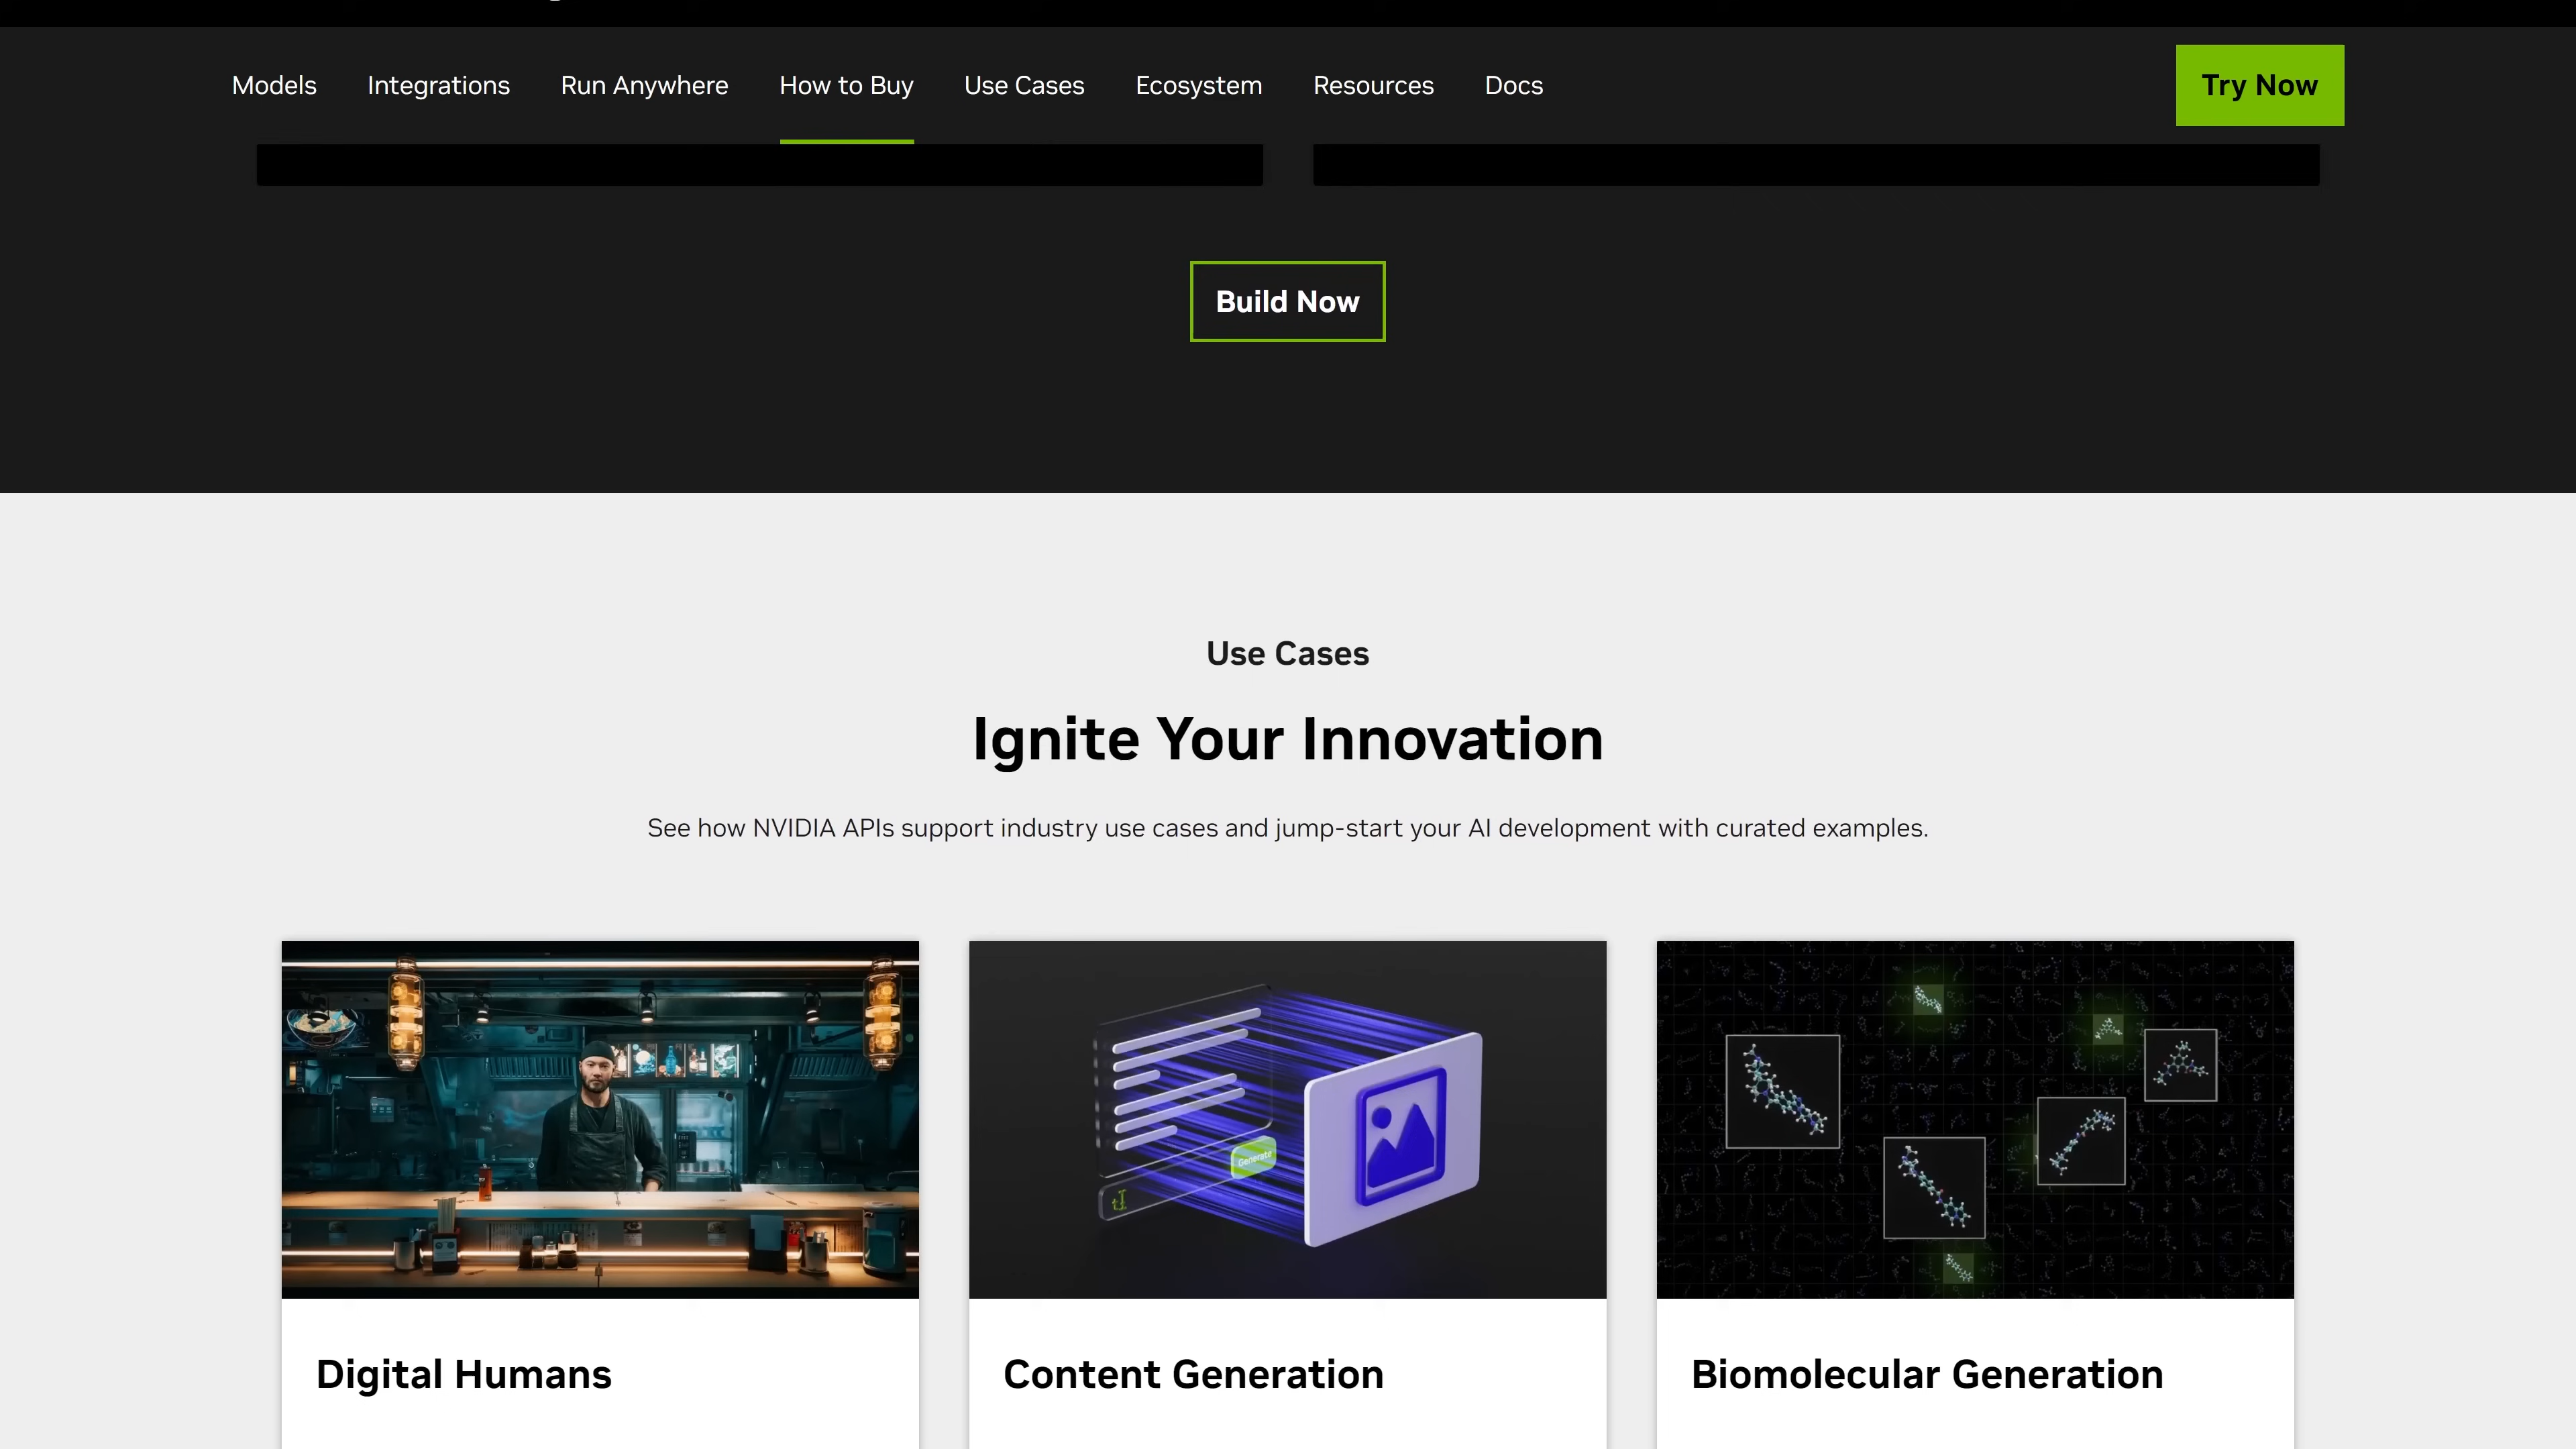 Models
Integrations
Run Anywhere
How to Buy
Use Cases
Ecosystem
Resources
Docs
Try Now
Build Now
Use Cases
Ignite Your Innovation
See how NVIDIA APIs support industry use cases and jump-start your AI development with curated examples.
Generate
Digital Humans
Content Generation
Biomolecular Generation